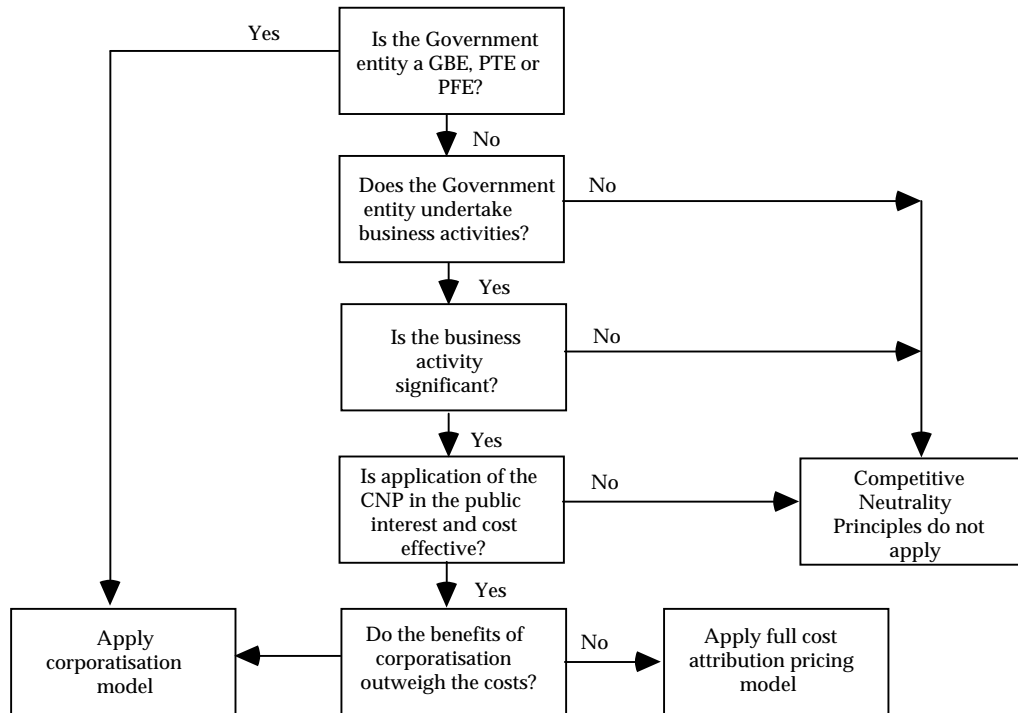 Yes
Is the Government
entity a GBE, PTE or
PFE?
No
Does the Government
entity undertake
business activities?
No
Yes
Is the business
activity
significant?
No
Yes
Is application of the
CNP in the public
interest and cost
effective?
No
Competitive
Neutrality
Principles do not
apply
Yes
Apply
corporatisation
model
Do the benefits of
corporatisation
outweigh the costs?
No
Apply full cost
attribution pricing
model